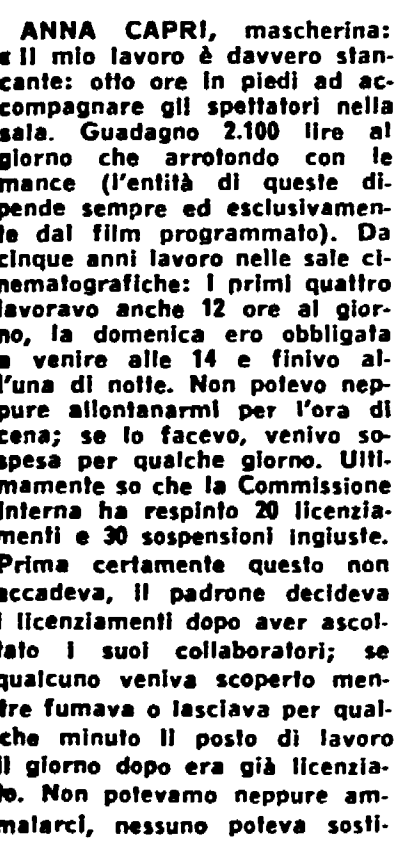 ANNA CAPRI, mascherina:
« Il mio lavoro è davvero stan-
cante: otto ore in piedi ad ac-
compagnare gli spettatori nella
sala. Guadagno 2.100 lire al
giorno che arrotondo con le
mance (l'entità di queste di-
pende sempre ed esclusivamen-
te dal film programmato). Da
cinque anni lavoro nelle sale ci-
nematografiche: i primi quattro
lavoravo anche 12 ore al gior-
no, la domenica ero obbligata
a venire alle 14 e finivo al-
l'una di notte. Non potevo nep-
pure allontanarmi per l'ora di
cena; se lo facevo, venivo so-
spesa per qualche giorno. Ulti-
mamente so che la Commissione
Interna ha respinto 20 licenzia-
menti e 30 sospensioni ingiuste.
Prima certamente questo non
accadeva, il padrone decideva
i licenziamenti dopo aver ascol-
tato i suoi collaboratori; se
qualcuno veniva scoperto men-
tre fumava o lasciava per qual-
che minuto il posto di lavoro
il giorno dopo era già licenzia-
to. Non potevamo neppure am-
malarci, nessuno poteva sosti-